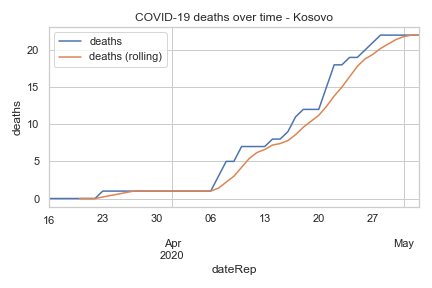 COVID-19 deaths over time - Kosovo
deaths
deaths (rolling)
deaths
20
15
10
5
0
16 23 30 06 13 20 27
Apr May
2020
dateRep